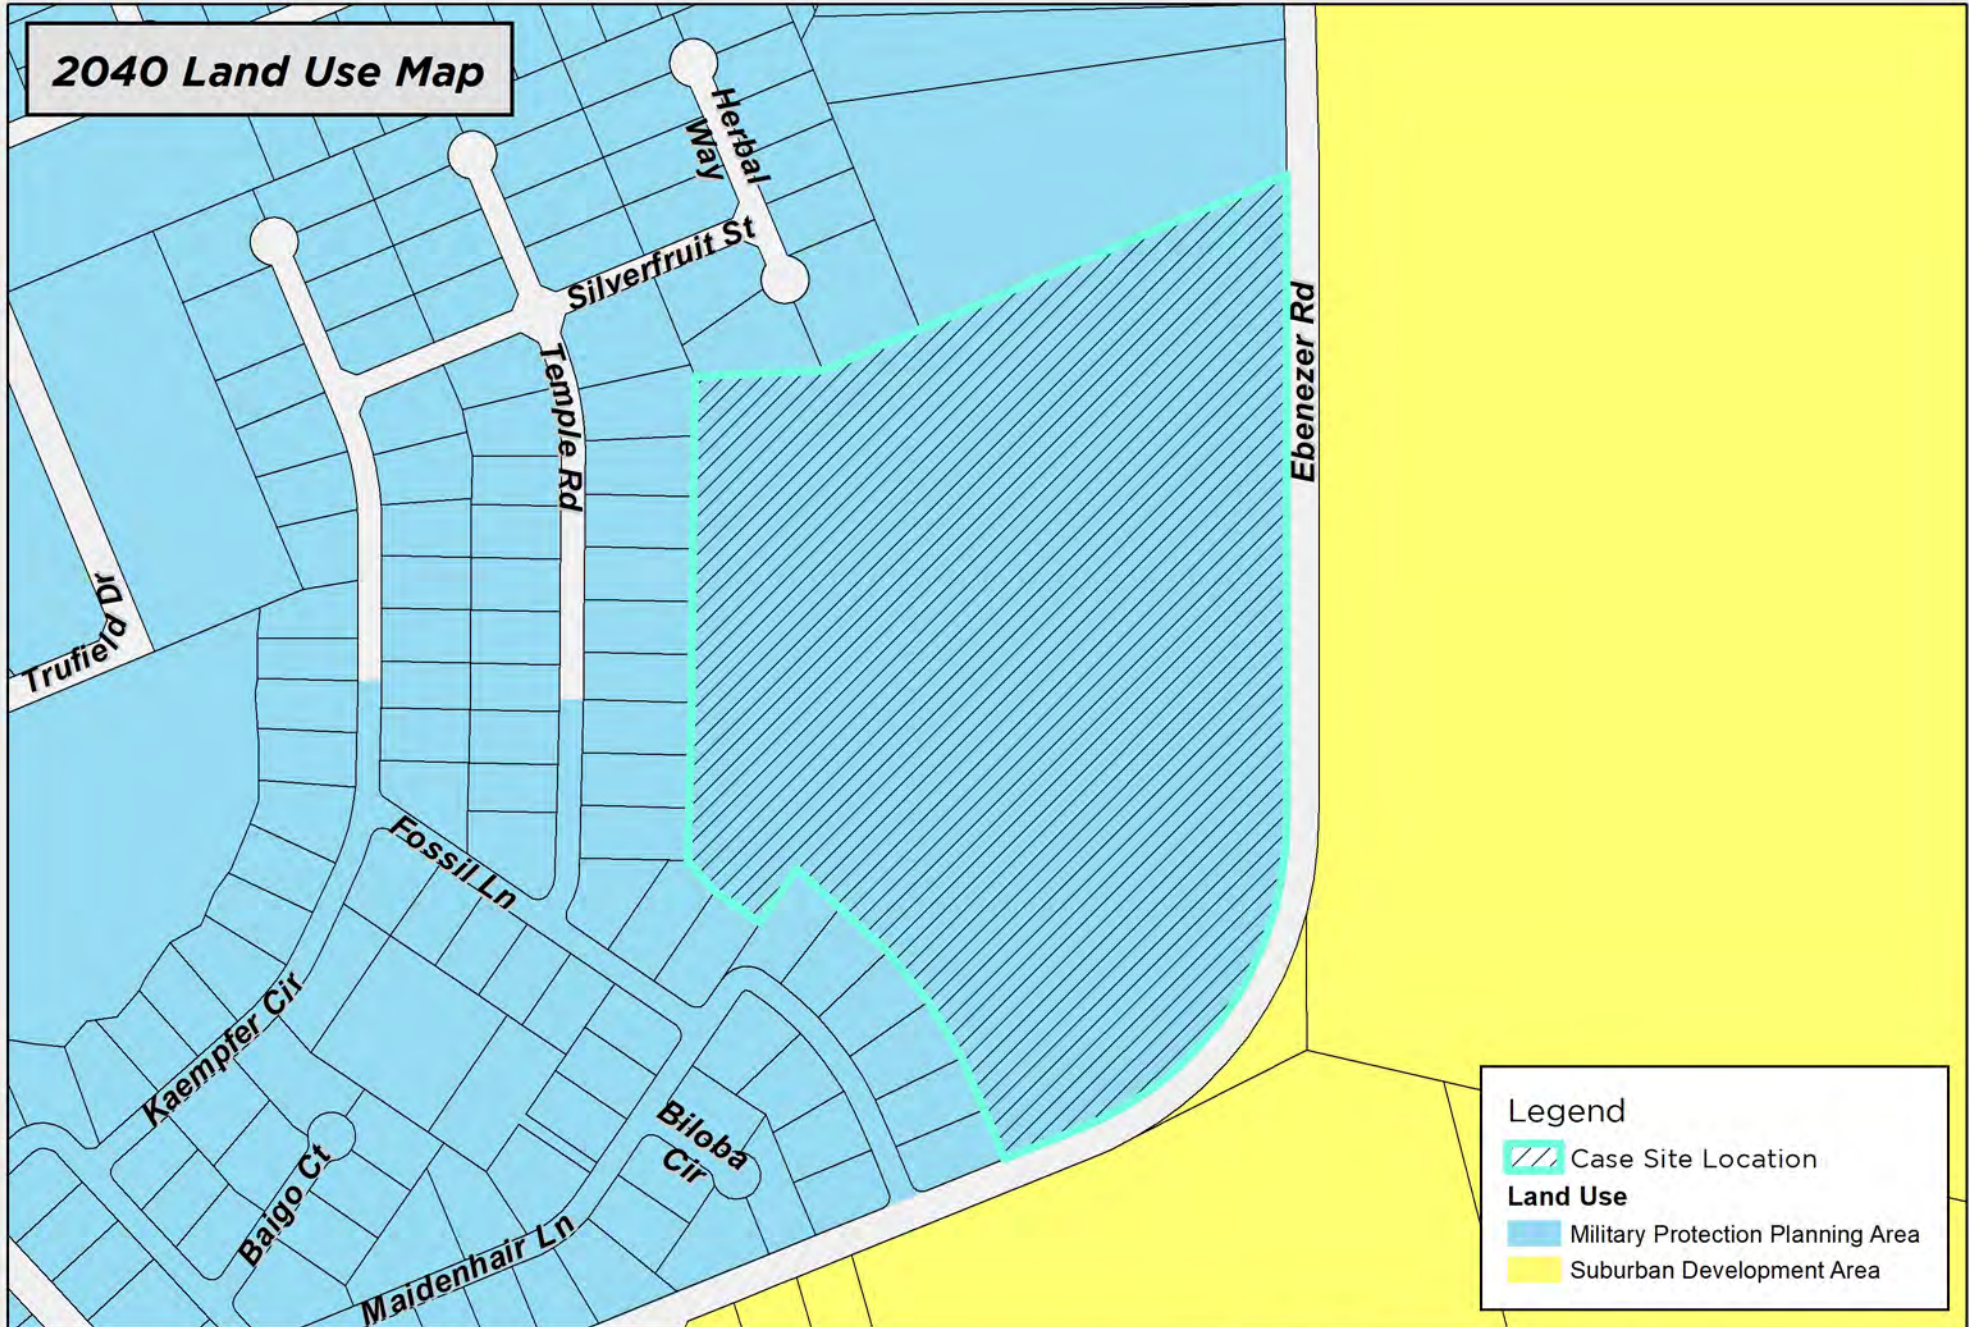 2040 Land Use Map
Herbal
Way
Silverfruit St
Temple Rd
Ebenezer Rd
Trufield Dr
Fossil Ln
Kaempfer Cir
Biloba
Cir
Baigo Ct
Maidenhair Ln
Legend
Case Site Location
Land Use
Military Protection Planning Area
Suburban Development Area